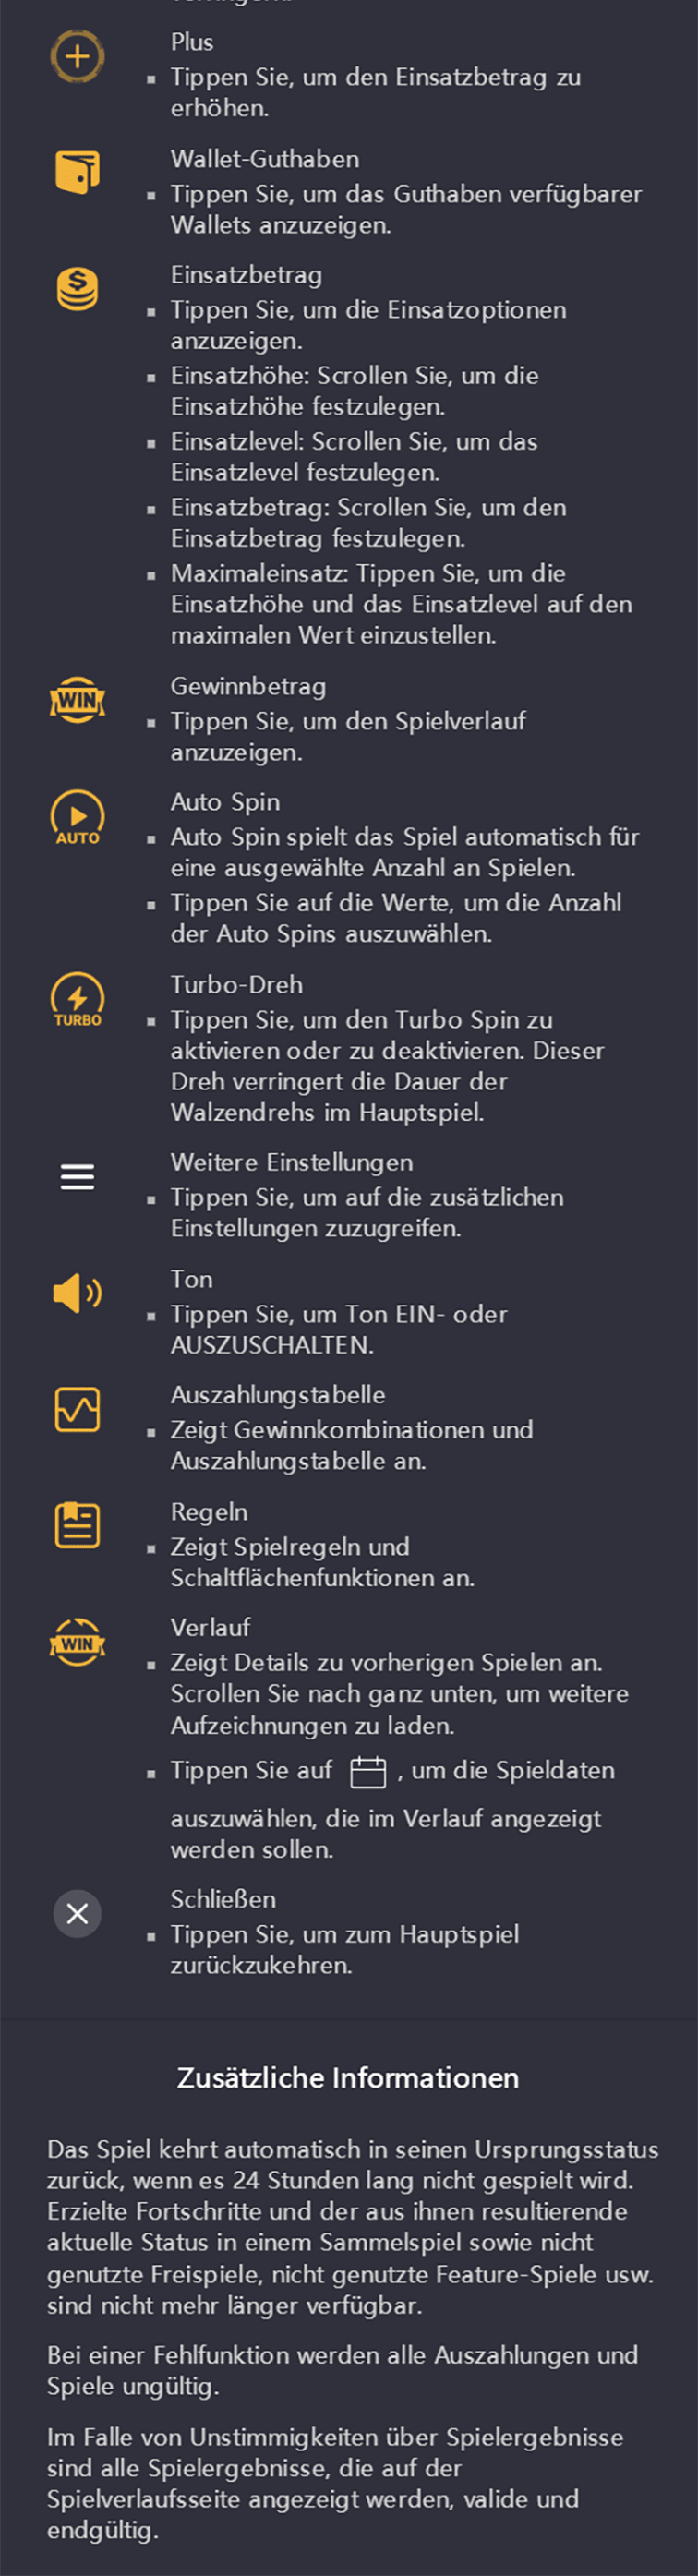 Plus
Tippen Sie, um den Einsatzbetrag zu
erhöhen.
Wallet-Guthaben
Tippen Sie, um das Guthaben verfügbarer
Wallets anzuzeigen.
$
Einsatzbetrag
Tippen Sie, um die Einsatzoptionen
anzuzeigen.
Einsatzhöhe: Scrollen Sie, um die
Einsatzhöhe festzulegen.
Einsatzlevel: Scrollen Sie, um das
Einsatzlevel festzulegen.
Einsatzbetrag: Scrollen Sie, um den
Einsatzbetrag festzulegen.
Maximaleinsatz: Tippen Sie, um die
Einsatzhöhe und das Einsatzlevel auf den
maximalen Wert einzustellen.
WIN
Gewinnbetrag
Tippen Sie, um den Spielverlauf
anzuzeigen.
AUTO
Auto Spin
Auto Spin spielt das Spiel automatisch für
eine ausgewählte Anzahl an Spielen.
Tippen Sie auf die Werte, um die Anzahl
der Auto Spins auszuwählen.
TURBO
Turbo-Dreh
Tippen Sie, um den Turbo Spin zu
aktivieren oder zu deaktivieren. Dieser
Dreh verringert die Dauer der
Walzendrehs im Hauptspiel.
Weitere Einstellungen
Tippen Sie, um auf die zusätzlichen
Einstellungen zuzugreifen.
Ton
Tippen Sie, um Ton EIN- oder
AUSZUSCHALTEN.
Auszahlungstabelle
Zeigt Gewinnkombinationen und
Auszahlungstabelle an.
Regeln
Zeigt Spielregeln und
Schaltflächenfunktionen an.
WIN
Verlauf
Zeigt Details zu vorherigen Spielen an.
Scrollen Sie nach ganz unten, um weitere
Aufzeichnungen zu laden.
Tippen Sie auf , um die Spieldaten
auszuwählen, die im Verlauf angezeigt
werden sollen.
Schließen
Tippen Sie, um zum Hauptspiel
zurückzukehren.
Zusätzliche Informationen
Das Spiel kehrt automatisch in seinen Ursprungsstatus
zurück, wenn es 24 Stunden lang nicht gespielt wird.
Erzielte Fortschritte und der aus ihnen resultierende
aktuelle Status in einem Sammelspiel sowie nicht
genutzte Freispiele, nicht genutzte Feature-Spiele usw.
sind nicht mehr länger verfügbar.
Bei einer Fehlfunktion werden alle Auszahlungen und
Spiele ungültig.
Im Falle von Unstimmigkeiten über Spielergebnisse
sind alle Spielergebnisse, die auf der
Spielverlaufsseite angezeigt werden, valide und
endgültig.